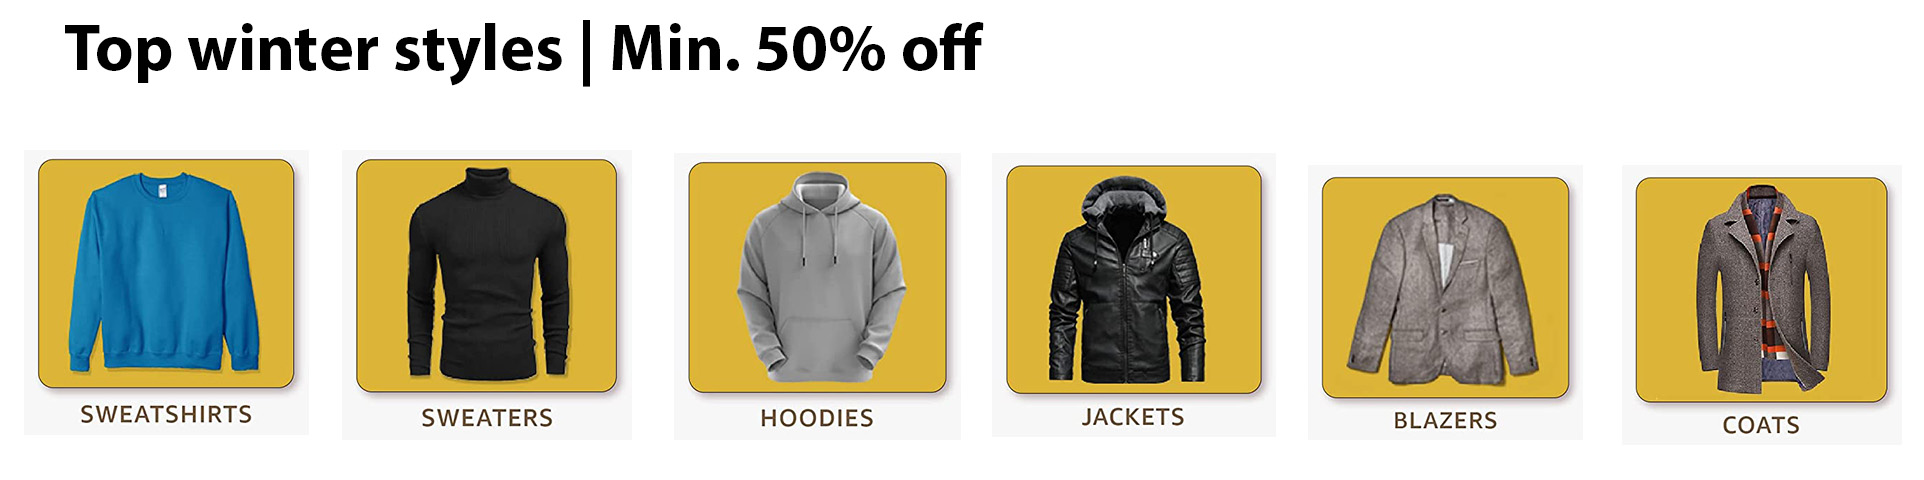 Top winter styles | Min. 50% off
SWEATSHIRTS
SWEATERS
HOODIES
JACKETS
BLAZERS
COATS